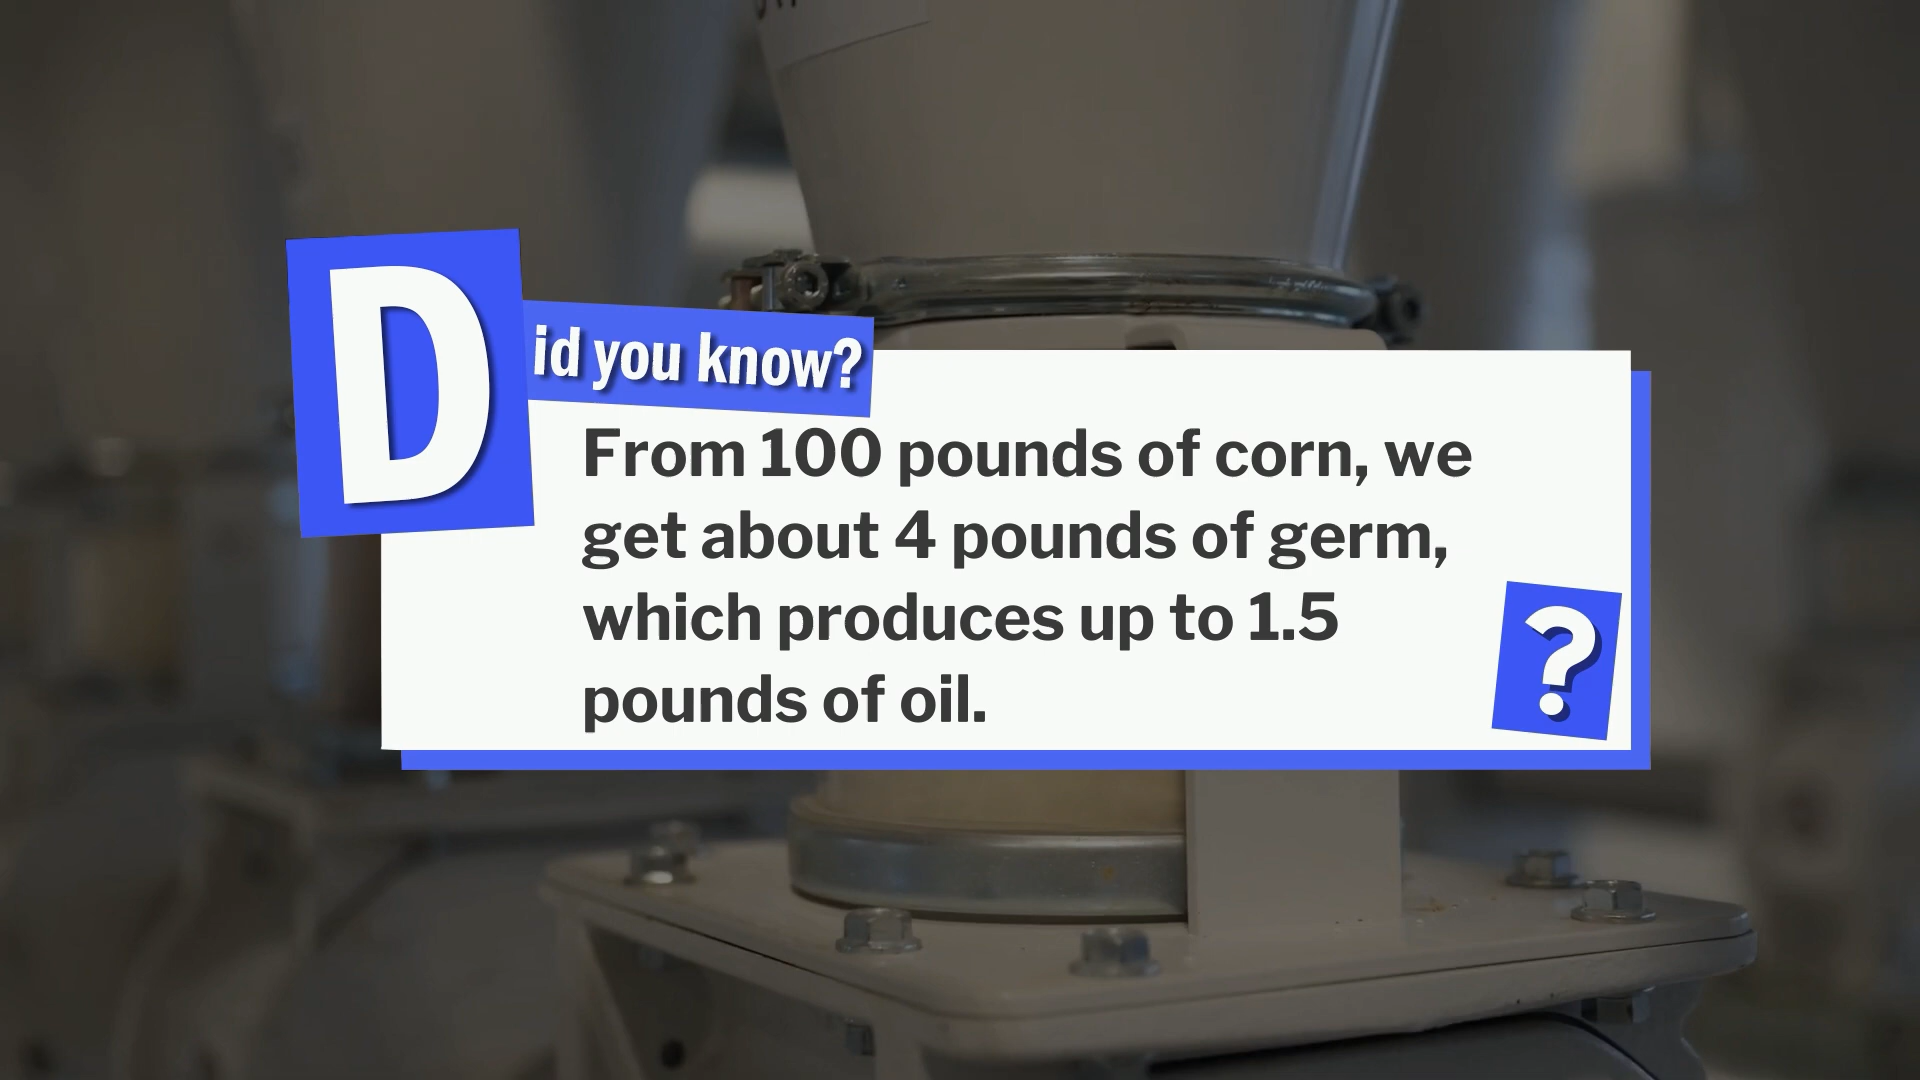 Did you know?
From 100 pounds of corn, we
get about 4 pounds of germ,
which produces up to 1.5
pounds of oil.
?